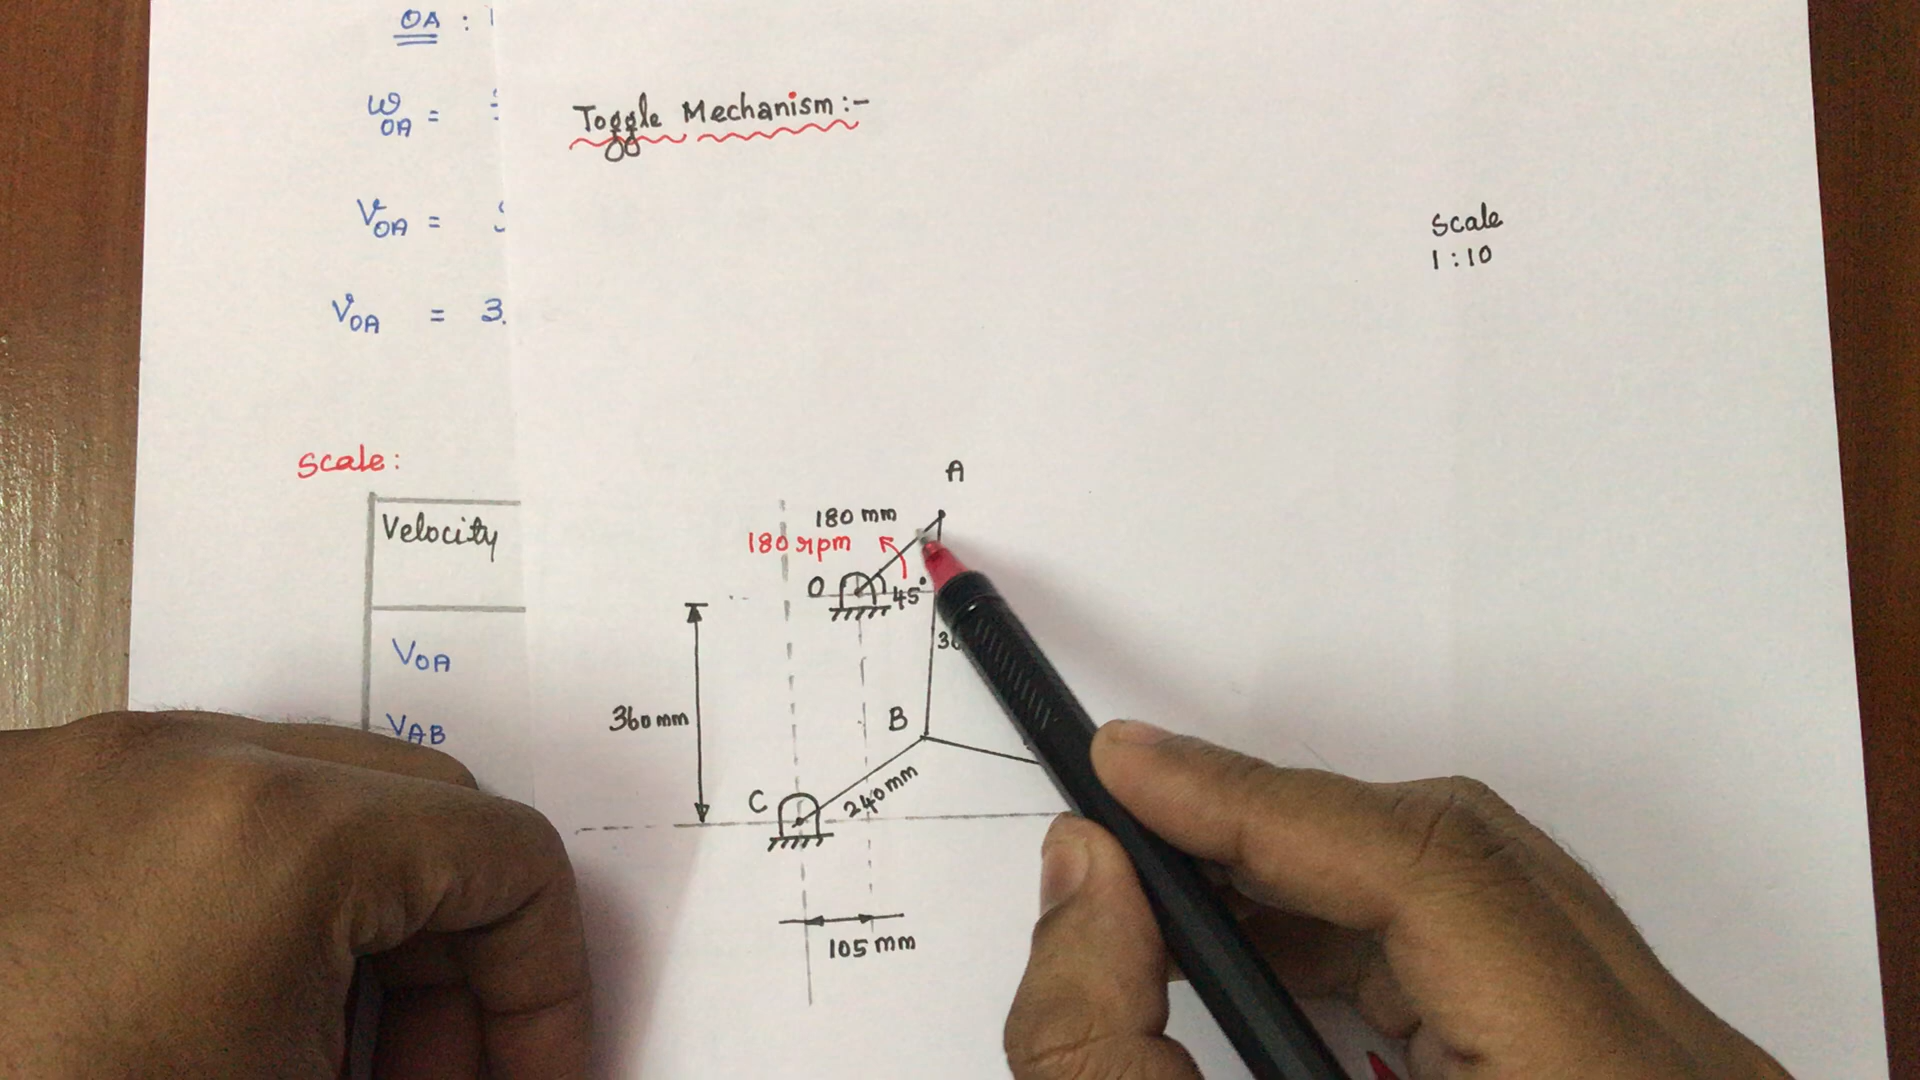 OA :
ω OA =
V OA =
V OA = 3.
Scale:
Velocity
V OA
V AB
Toggle Mechanism:-
Scale
1:10
A
180 mm
180 rpm
O
45°
360 mm
B
C
240 mm
105 mm